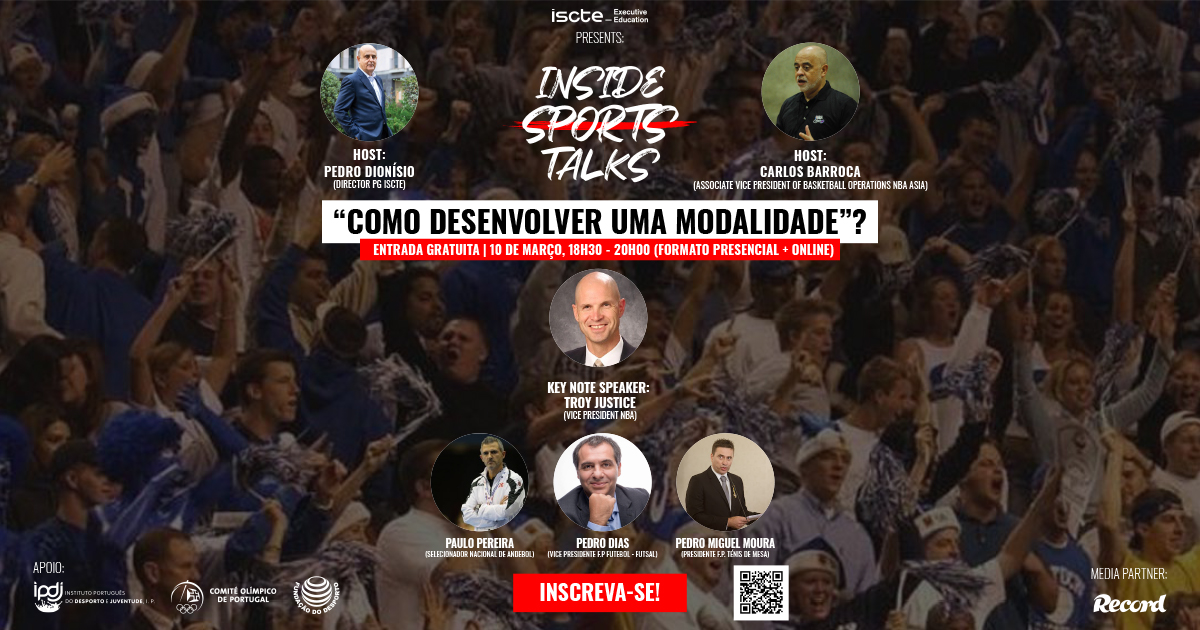 iscte
Executive
Education
PRESENTS:
INSIDE
SPORTS
TALKS
HOST:
PEDRO DIONÍSIO
(DIRECTOR PG ISCTE)
HOST:
CARLOS BARROCA
(ASSOCIATE VICE PRESIDENT OF BASKETBALL OPERATIONS NBA ASIA)
“COMO DESENVOLVER UMA MODALIDADE”?
ENTRADA GRATUITA | 10 DE MARÇO, 18H30 - 20H00 (FORMATO PRESENCIAL + ONLINE)
KEY NOTE SPEAKER:
TROY JUSTICE
(VICE PRESIDENT NBA)
PAULO PEREIRA
(SELECIONADOR NACIONAL DE ANDEBOL)
PEDRO DIAS
(VICE PRESIDENTE F.P FUTEBOL - FUTSAL)
PEDRO MIGUEL MOURA
(PRESIDENTE F.P. TÉNIS DE MESA)
APOIO:
ipdj
INSTITUTO PORTUGUÊS
DO DESPORTO E JUVENTUDE, I. P.
COMITÉ OLÍMPICO
DE PORTUGAL
FUNDAÇÃO DO DESPORTO
INSCREVA-SE!
MEDIA PARTNER:
Record